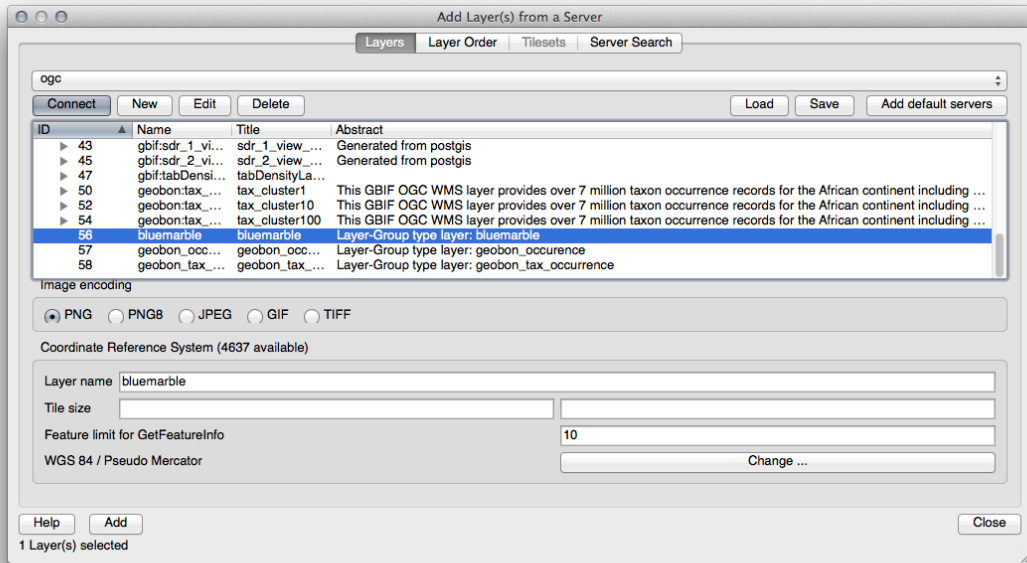 Add Layer(s) from a Server
Layers Layer Order Tilesets Server Search
ogc
Connect New Edit Delete Load Save Add default servers
ID Name Title Abstract
43 gbif:sdr_1_vi... sdr_1_view_... Generated from postgis
45 gbif:sdr_2_vi... sdr_2_view_... Generated from postgis
47 gbif:tabDensi... tabDensityLa...
50 geobon:tax_... tax_cluster1 This GBIF OGC WMS layer provides over 7 million taxon occurrence records for the African continent including ...
52 geobon:tax_... tax_cluster10 This GBIF OGC WMS layer provides over 7 million taxon occurrence records for the African continent including ...
54 geobon:tax_... tax_cluster100 This GBIF OGC WMS layer provides over 7 million taxon occurrence records for the African continent including ...
56 bluemarble bluemarble Layer-Group type layer: bluemarble
57 geobon_occ... geobon_occ... Layer-Group type layer: geobon_occurence
58 geobon_tax_... geobon_tax_... Layer-Group type layer: geobon_tax_occurrence
Image encoding
PNG PNG8 JPEG GIF TIFF
Coordinate Reference System (4637 available)
Layer name bluemarble
Tile size
Feature limit for GetFeatureInfo 10
WGS 84 / Pseudo Mercator Change ...
Help Add Close
1 Layer(s) selected